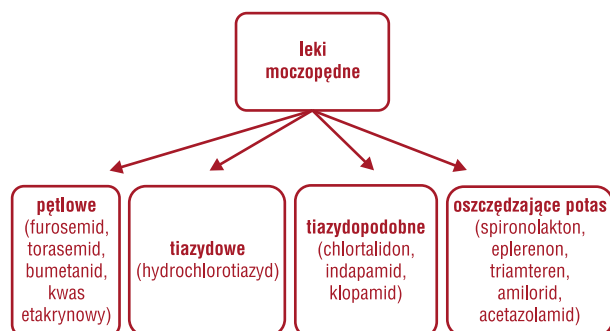 leki
moczopędne
pętlowe
(furosemid,
torasemid,
bumetanid,
kwas
etakrynowy)
tiazydowe
(hydrochlorotiazyd)
tiazydopodobne
(chlortalidon,
indapamid,
klopamid)
oszczędzające potas
(spironolakton,
eplerenon,
triamteren,
amilorid,
acetazolamid)